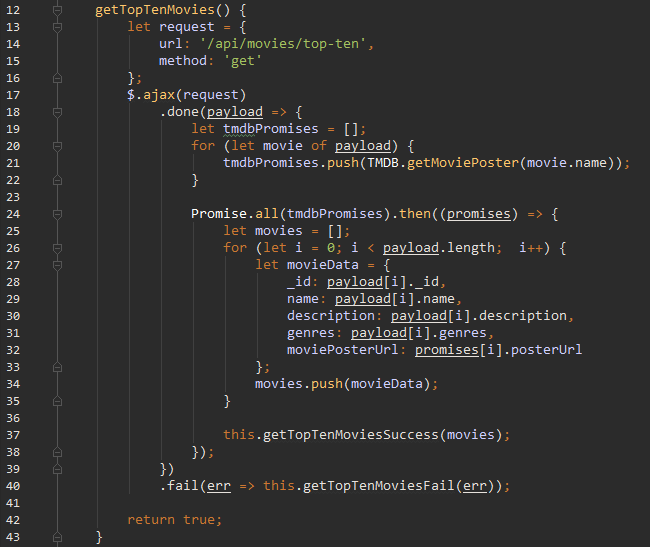 12 getTopTenMovies() {
13     let request = {
14         url: '/api/movies/top-ten',
15         method: 'get'
16     };
17     $.ajax(request)
18         .done(payload => {
19             let tmdbPromises = [];
20             for (let movie of payload) {
21                 tmdbPromises.push(TMDB.getMoviePoster(movie.name));
22             }
23
24             Promise.all(tmdbPromises).then((promises) => {
25                 let movies = [];
26                 for (let i = 0; i < payload.length;  i++) {
27                     let movieData = {
28                         _id: payload[i]._id,
29                         name: payload[i].name,
30                         description: payload[i].description,
31                         genres: payload[i].genres,
32                         moviePosterUrl: promises[i].posterUrl
33                     };
34                     movies.push(movieData);
35                 }
36
37                 this.getTopTenMoviesSuccess(movies);
38             });
39         })
40         .fail(err => this.getTopTenMoviesFail(err));
41
42     return true;
43 }